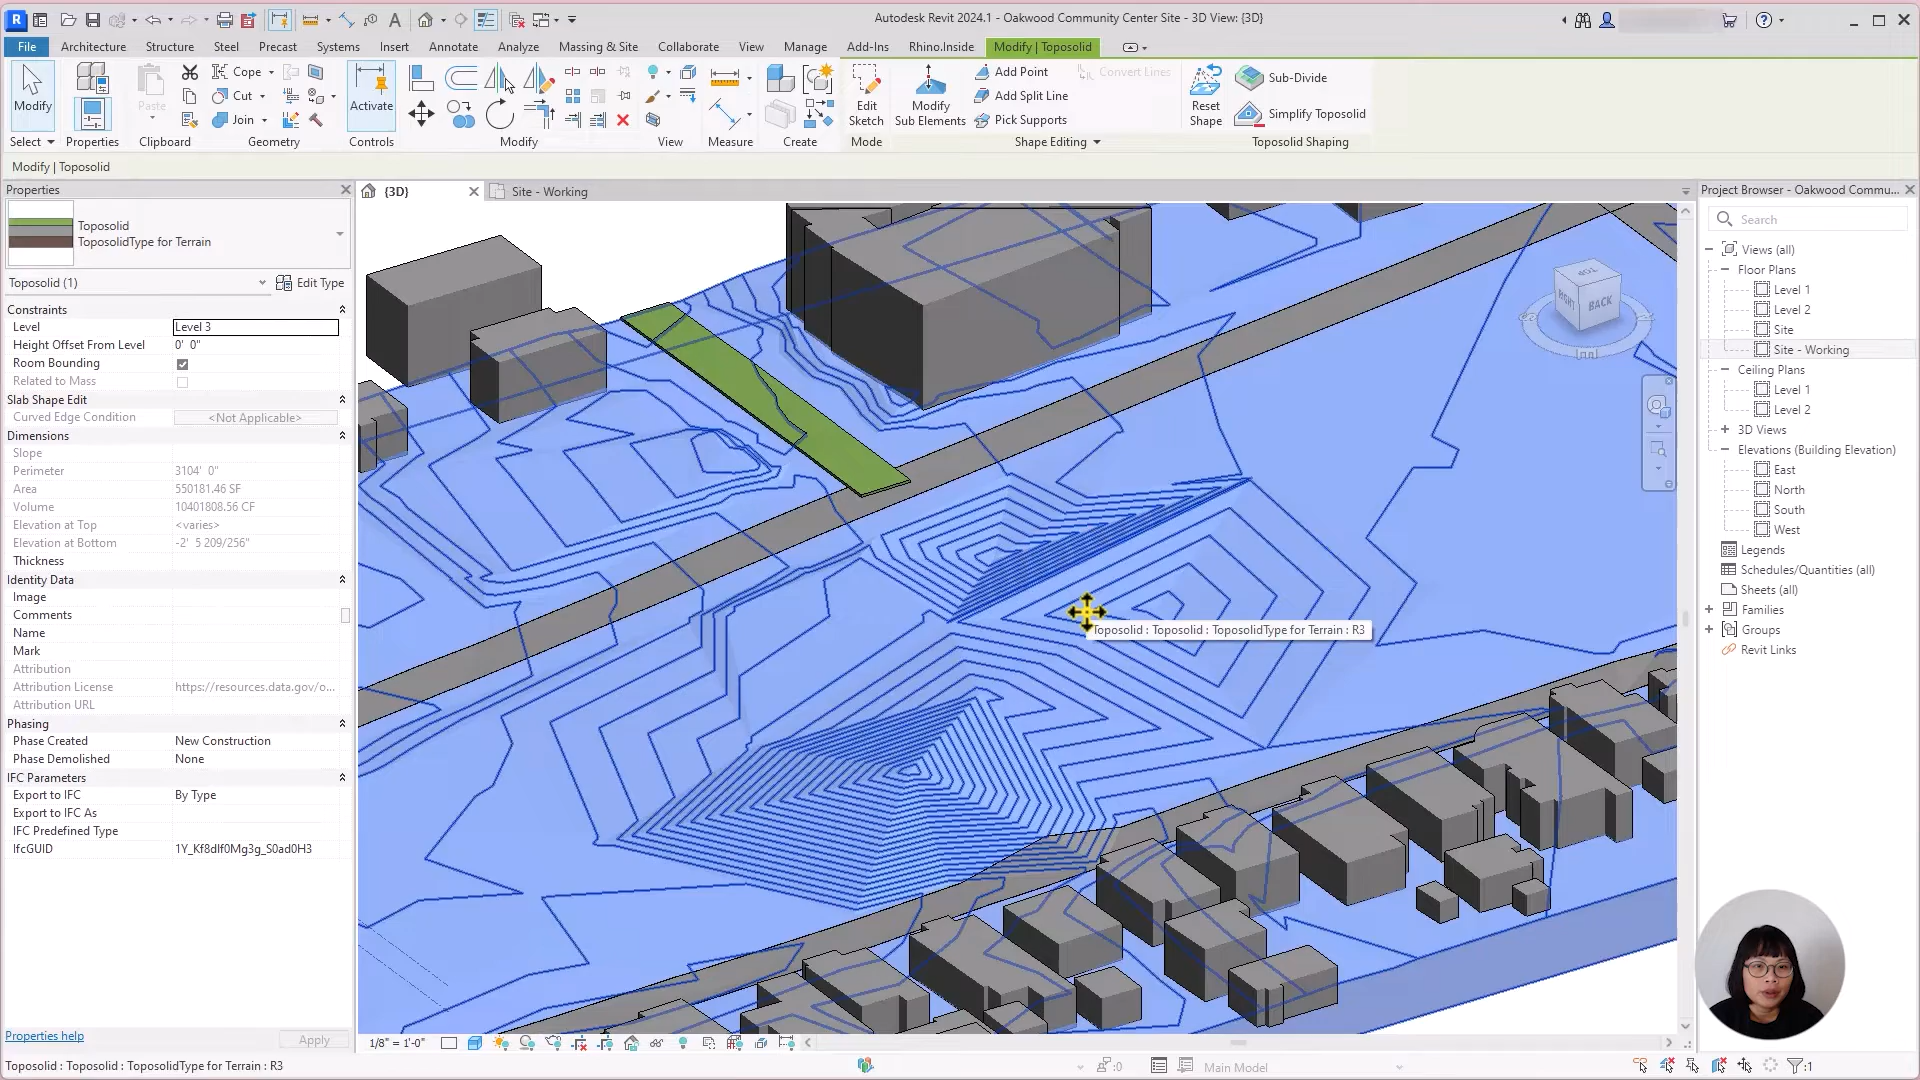 Autodesk Revit 2024.1 - Oakwood Community Center Site - 3D View: {3D}
File Architecture Structure Steel Precast Systems Insert Annotate Analyze Massing & Site Collaborate View Manage Add-Ins Rhino.Inside Modify | Toposolid
Modify
Paste
Cope
Cut
Join
Activate
Edit Sketch
Modify Sub Elements
Add Point
Add Split Line
Pick Supports
Convert Lines
Reset Shape
Sub-Divide
Simplify Toposolid
Select Properties Clipboard Geometry Controls Modify View Measure Create Mode Shape Editing Toposolid Shaping
Modify | Toposolid
Properties
{3D}
Site - Working
Toposolid
ToposolidType for Terrain
Toposolid (1)
Edit Type
Constraints
Level Level 3
Height Offset From Level 0' 0"
Room Bounding
Related to Mass
Slab Shape Edit
Curved Edge Condition <Not Applicable>
Dimensions
Slope
Perimeter 3104' 0"
Area 550181.46 SF
Volume 10401808.56 CF
Elevation at Top <varies>
Elevation at Bottom -2' 5 209/256"
Thickness
Identity Data
Image
Comments
Name
Mark
Attribution
Attribution License https://resources.data.gov/o...
Attribution URL
Phasing
Phase Created New Construction
Phase Demolished None
IFC Parameters
Export to IFC By Type
Export to IFC As
IFC Predefined Type
IfcGUID 1Y_Kf8dIf0Mg3g_S0ad0H3
Properties help
Apply
TOP
RIGHT
BACK
Toposolid : Toposolid : ToposolidType for Terrain : R3
Project Browser - Oakwood Commu...
Search
Views (all)
Floor Plans
Level 1
Level 2
Site
Site - Working
Ceiling Plans
Level 1
Level 2
3D Views
Elevations (Building Elevation)
East
North
South
West
Legends
Schedules/Quantities (all)
Sheets (all)
Families
Groups
Revit Links
1/8" = 1'-0"
Toposolid : Toposolid : ToposolidType for Terrain : R3
:0
Main Model
:1